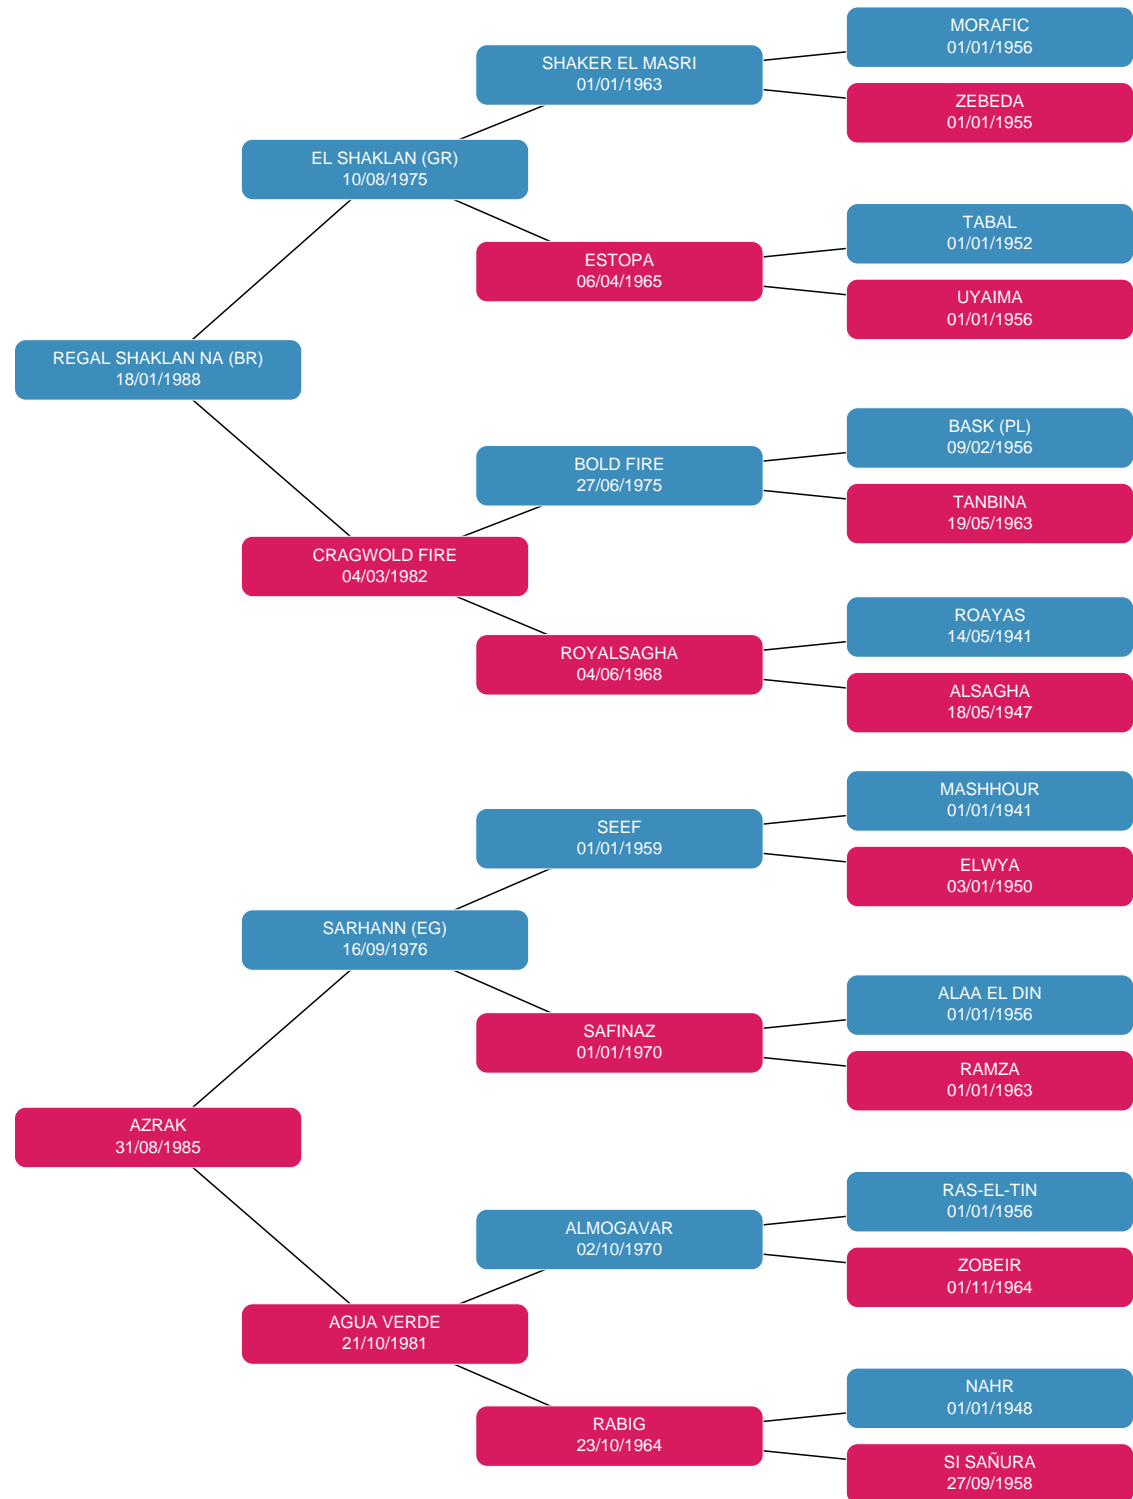 MORAFIC
01/01/1956
SHAKER EL MASRI
01/01/1963
ZEBEDA
01/01/1955
EL SHAKLAN (GR)
10/08/1975
TABAL
01/01/1952
ESTOPA
06/04/1965
UYAIMA
01/01/1956
REGAL SHAKLAN NA (BR)
18/01/1988
BASK (PL)
09/02/1956
BOLD FIRE
27/06/1975
TANBINA
19/05/1963
CRAGWOLD FIRE
04/03/1982
ROAYAS
14/05/1941
ROYALSAGHA
04/06/1968
ALSAGHA
18/05/1947
MASHHOUR
01/01/1941
SEEF
01/01/1959
ELWYA
03/01/1950
SARHANN (EG)
16/09/1976
ALAA EL DIN
01/01/1956
SAFINAZ
01/01/1970
RAMZA
01/01/1963
AZRAK
31/08/1985
RAS-EL-TIN
01/01/1956
ALMOGAVAR
02/10/1970
ZOBEIR
01/11/1964
AGUA VERDE
21/10/1981
NAHR
01/01/1948
RABIG
23/10/1964
SI SAÑURA
27/09/1958